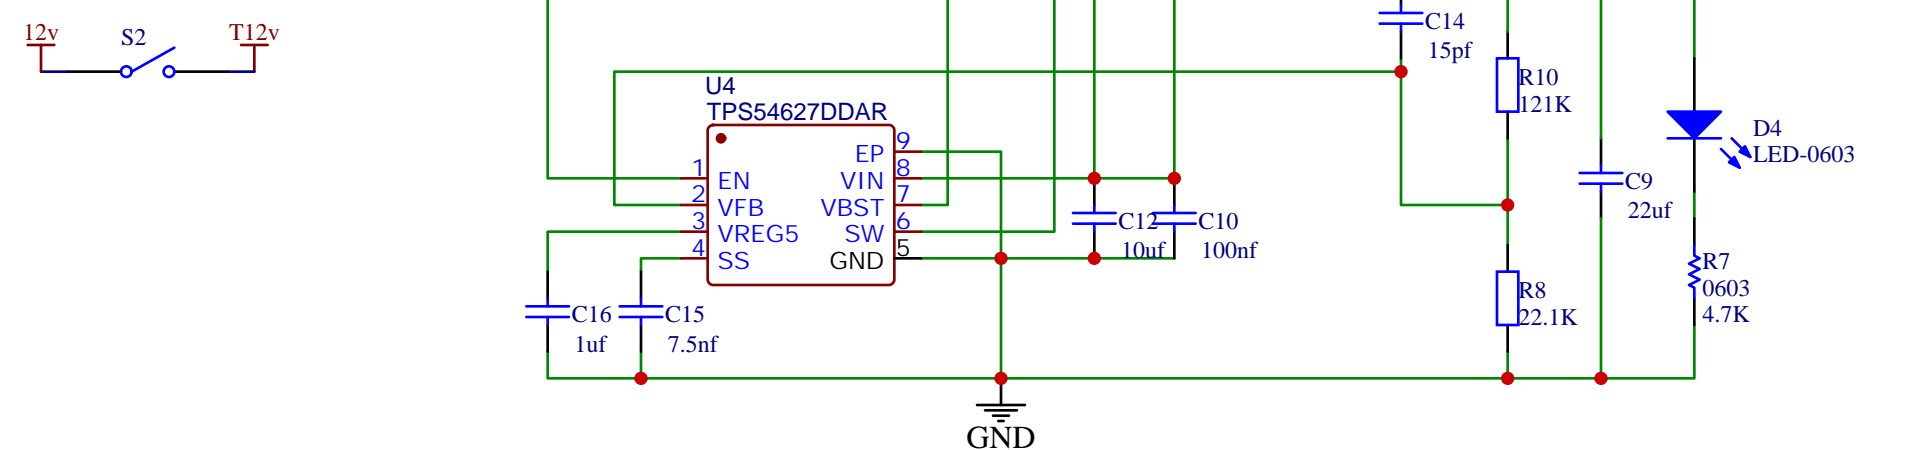 12v
S2
T12v
C14
15pf
U4
TPS54627DDAR
R10
121K
D4
LED-0603
1
EN
2
VFB
3
VREG5
4
SS
EP
9
VIN
8
VBST
7
SW
6
GND
5
C12
10uf
C10
100nf
C9
22uf
R7
0603
4.7K
R8
22.1K
C16
1uf
C15
7.5nf
GND